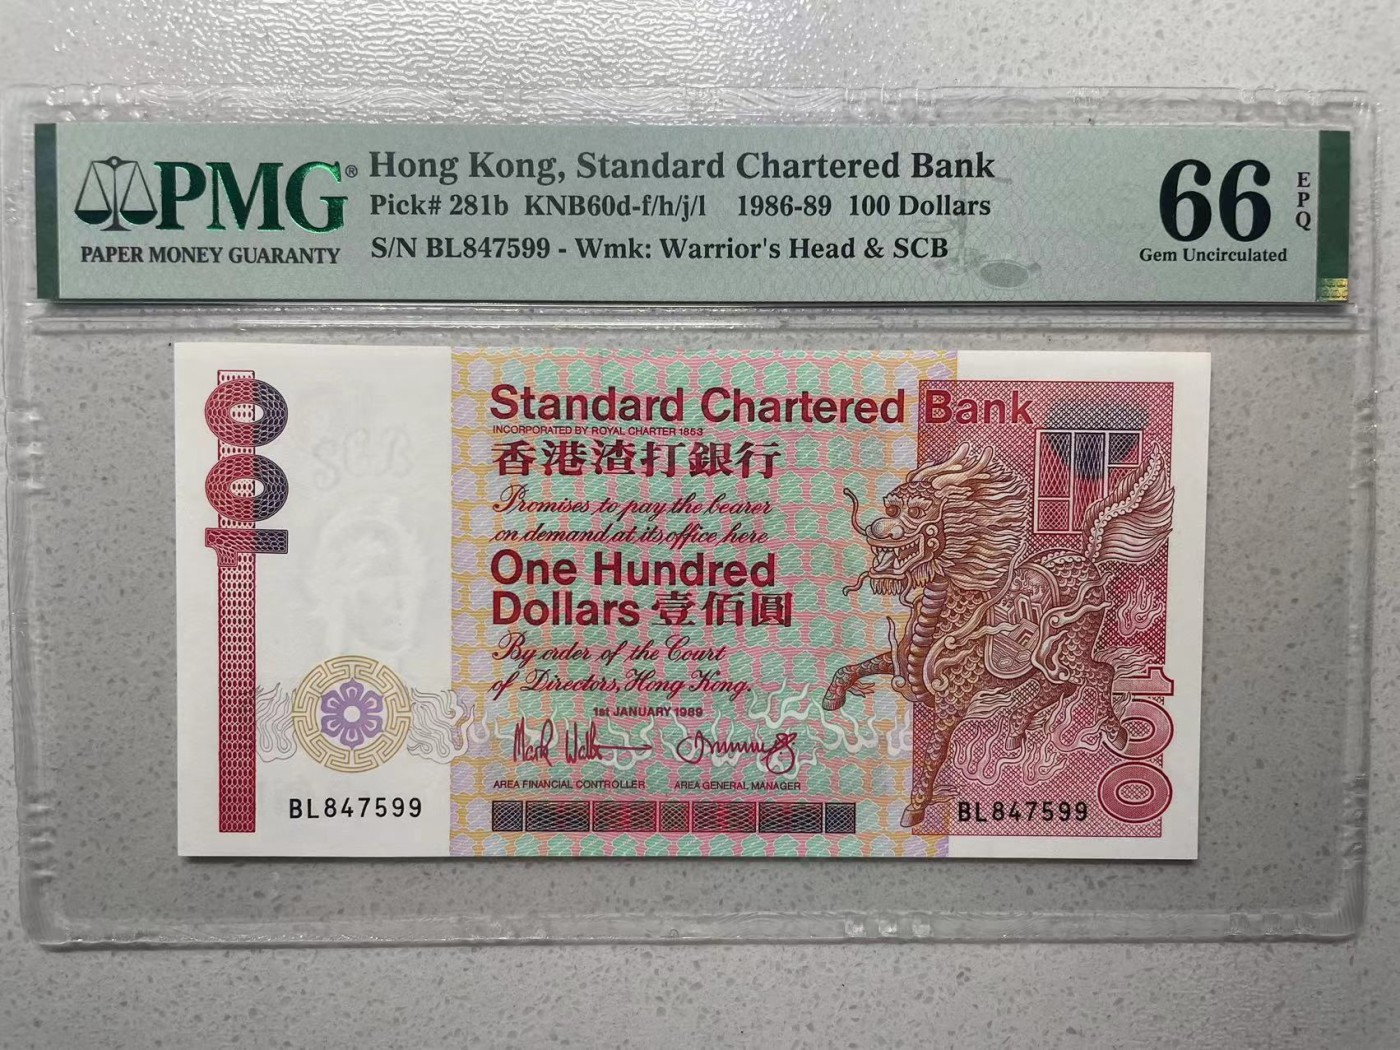 PMG®
PAPER MONEY GUARANTY
Hong Kong, Standard Chartered Bank
Pick# 281b KNB60d-f/h/j/l 1986-89 100 Dollars
S/N BL847599 - Wmk: Warrior's Head & SCB
66
EPQ
Gem Uncirculated
100
SCB
Standard Chartered Bank
INCORPORATED BY ROYAL CHARTER 1853
香港渣打銀行
Promises to pay the bearer
on demand at its office here
One Hundred
Dollars 壹佰圓
By order of the Court
of Directors, Hong Kong.
1st JANUARY 1989
AREA FINANCIAL CONTROLLER AREA GENERAL MANAGER
BL847599
BL847599
100